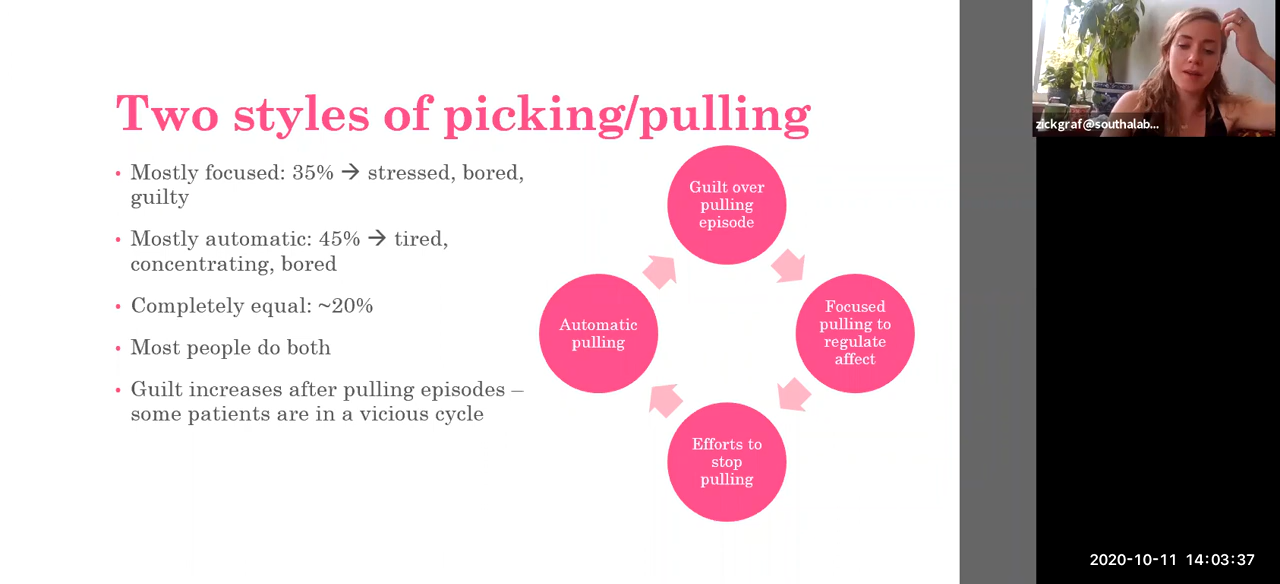 Two styles of picking/pulling
• Mostly focused: 35% → stressed, bored,
guilty
• Mostly automatic: 45% → tired,
concentrating, bored
• Completely equal: ~20%
• Most people do both
• Guilt increases after pulling episodes –
some patients are in a vicious cycle
Guilt over
pulling
episode
Focused
pulling to
regulate
affect
Efforts to
stop
pulling
Automatic
pulling
zickgraf@southalab...
2020-10-11 14:03:37